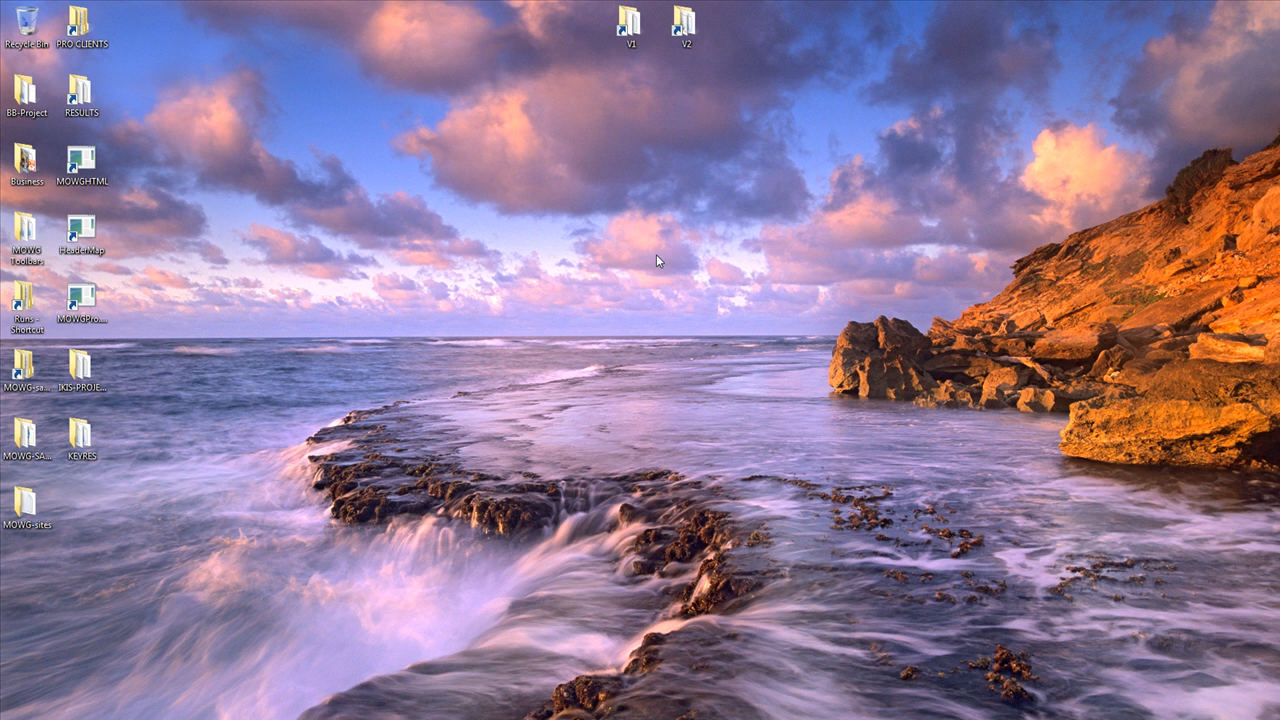 Recycle Bin
PRO CLIENTS
V1
V2
BB-Project
RESULTS
Business
MOWGHTML
MOWG
Toolbars
HeaderMap
Runs -
Shortcut
MOWGPro....
MOWG-sa...
IKIS-PROJE...
MOWG-SA...
KEYRES
MOWG-sites